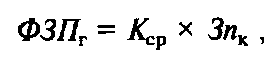 ФЗПг = Кср × Зпк ,